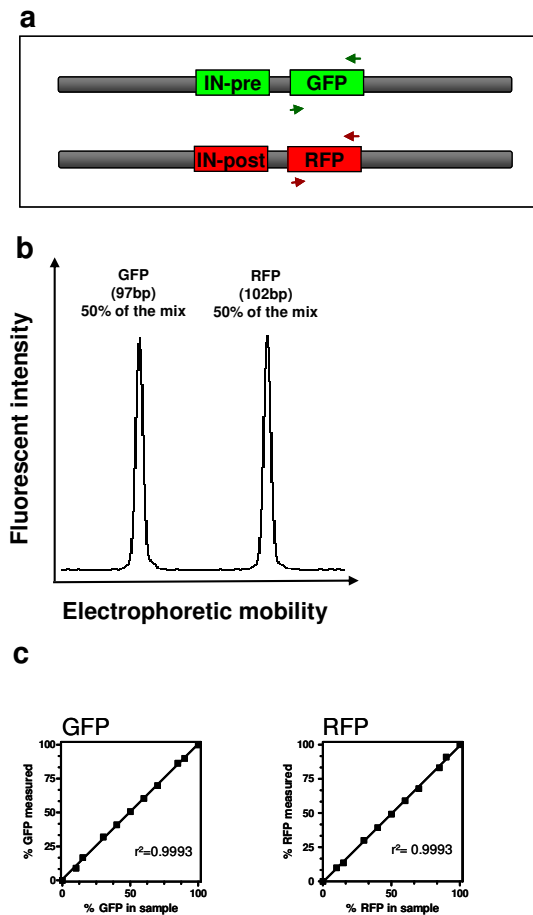 a
IN-pre GFP
IN-post RFP
b
GFP
(97bp)
50% of the mix
RFP
(102bp)
50% of the mix
Fluorescent intensity
Electrophoretic mobility
c
GFP
100
75
50
25
0
% GFP measured
r²=0.9993
0 50 100
% GFP in sample
RFP
100
75
50
25
0
% RFP measured
r²= 0.9993
0 50 100
% RFP in sample